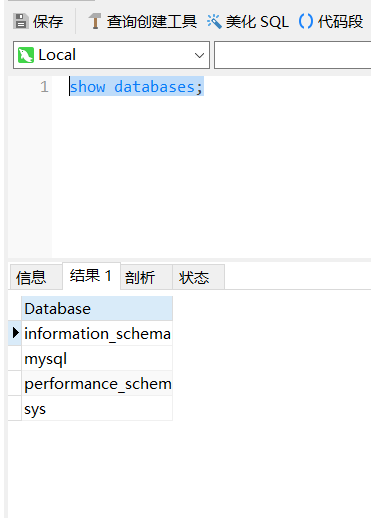 保存 查询创建工具 美化 SQL () 代码段
Local
1 show databases;
信息 结果 1 剖析 状态
Database
information_schema
mysql
performance_schem
sys